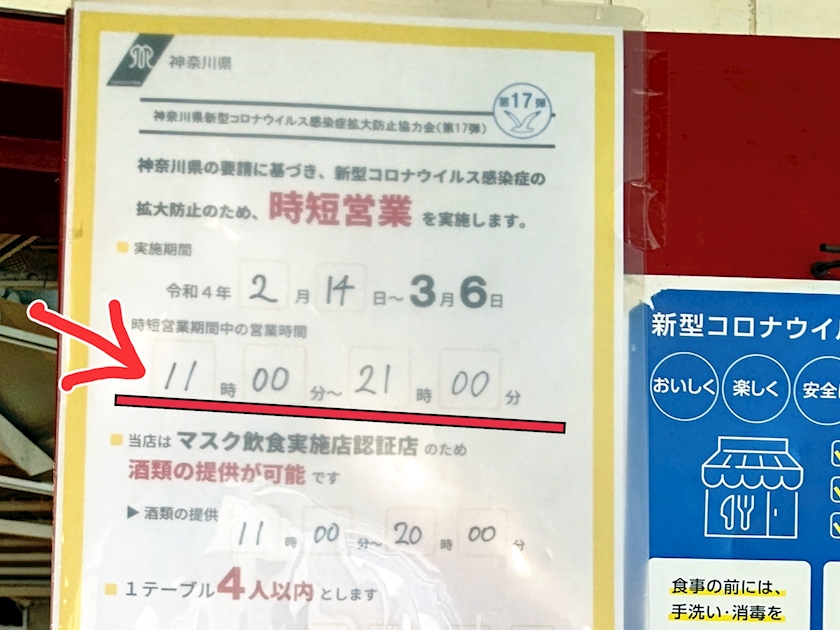 神奈川県
神奈川県新型コロナウイルス感染症拡大防止協力金(第17弾)
第17弾
神奈川県の要請に基づき、新型コロナウイルス感染症の
拡大防止のため、時短営業 を実施します。
実施期間
令和4年 2 月 14 日～3月6日
時短営業期間中の営業時間
11 時 00 分～ 21 時 00 分
当店は マスク飲食実施店認証店 のため
酒類の提供が可能 です
▶酒類の提供 11 時 00 分～ 20 時 00 分
1テーブル4人以内とします
新型コロナウイ
おいしく 楽しく 安全
食事の前には、
手洗い・消毒を